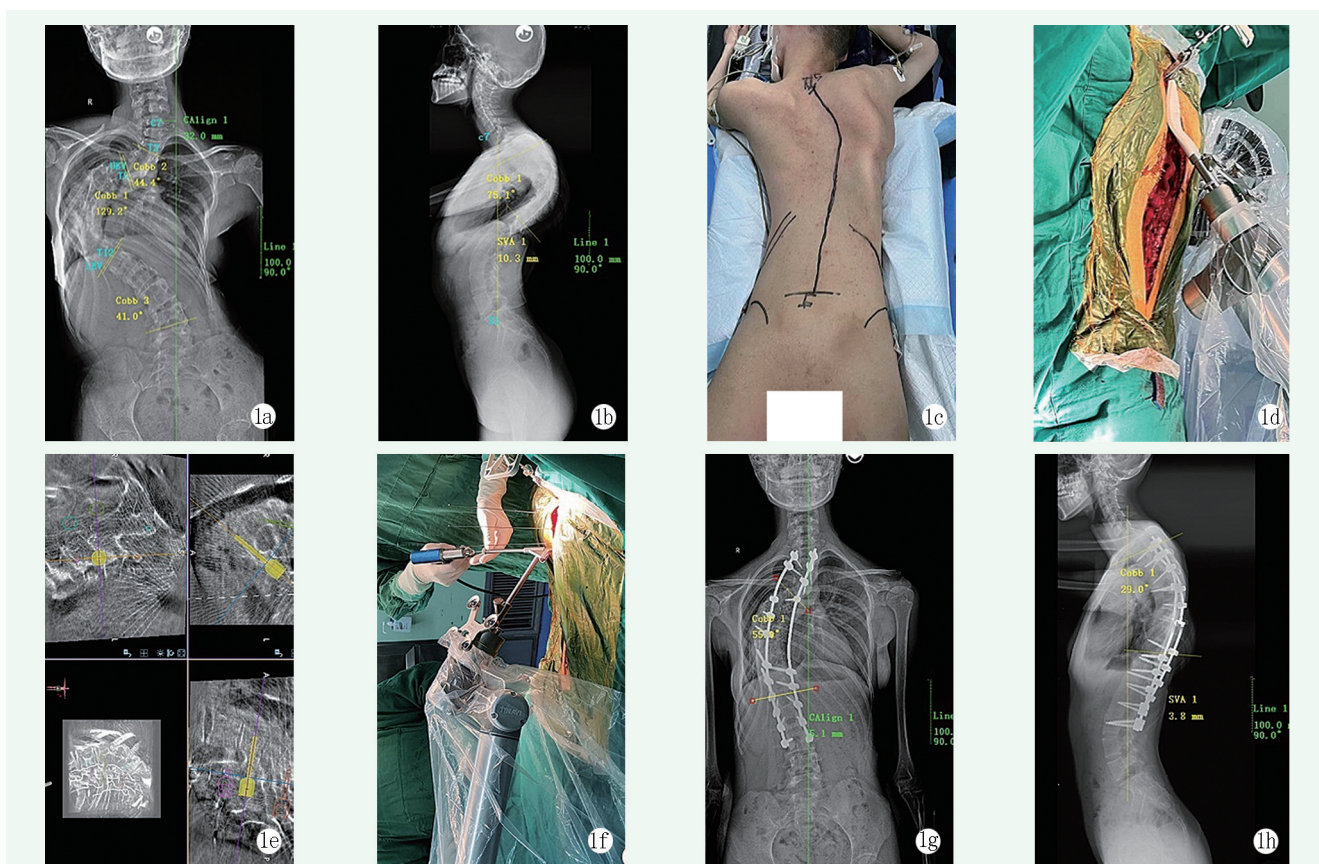 R
C7
CAlign 1
32.0 mm
Cobb 2
44.4°
Cobb 1
129.2°
T12
Cobb 3
41.0°
Line 1
100.0
90.0°
1a
c7
Cobb 1
75.1°
SVA 1
10.3 mm
Line 1
100.0 mm
90.0°
1b
1c
1d
1e
1f
R
Cobb 1
CAlign 1
5.1 mm
100.0
90.0
1g
Cobb 1
29.0°
SVA 1
3.8 mm
Line 1
100.0
90.0°
1h